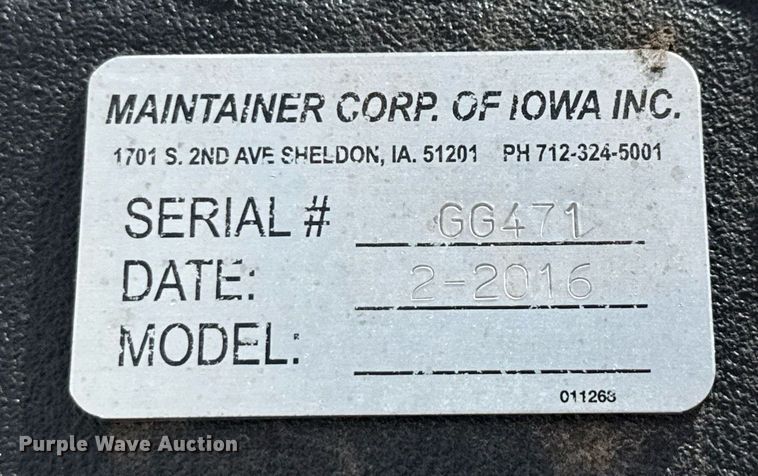 MAINTAINER CORP. OF IOWA INC.
1701 S. 2ND AVE SHELDON, IA. 51201 PH 712-324-5001
SERIAL # GG471
DATE: 2-2016
MODEL:
011268
Purple Wave Auction